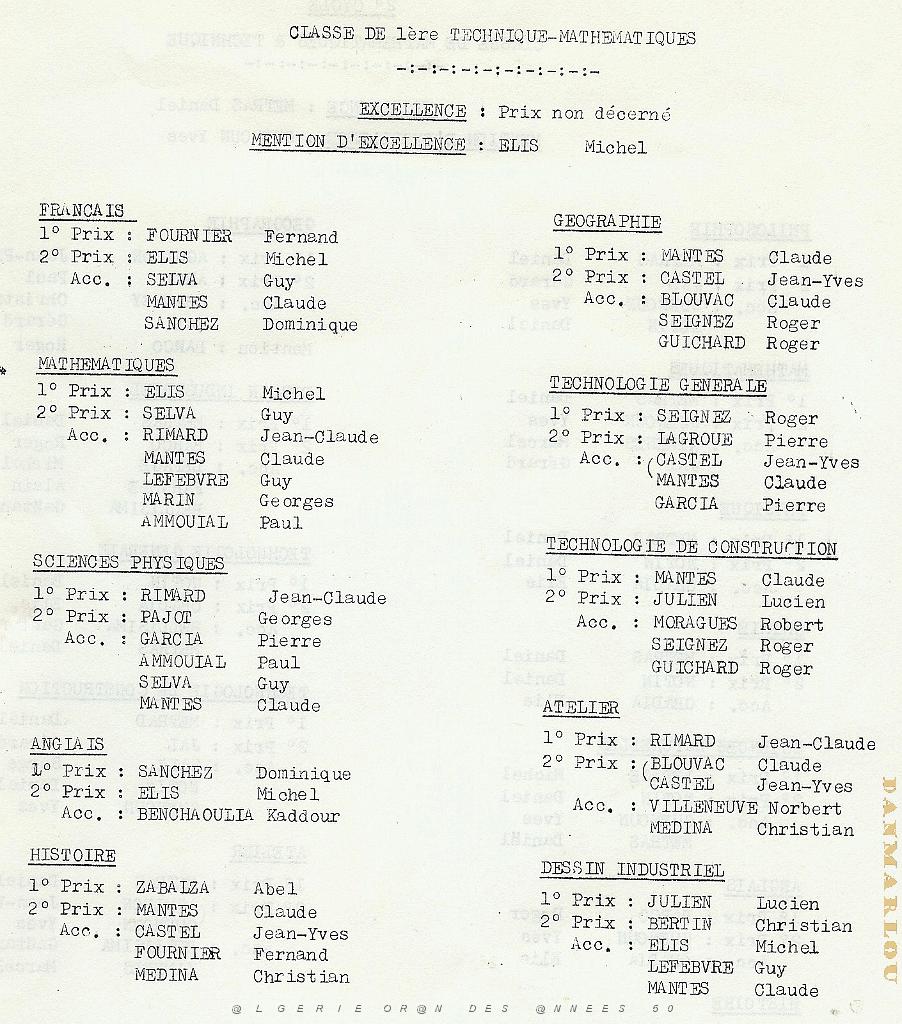 CLASSE DE 1ère TECHNIQUE-MATHEMATIQUES
-:-:-:-:-:-:-:-:-:-
EXCELLENCE : Prix non décerné
MENTION D'EXCELLENCE : ELIS Michel
FRANCAIS
1° Prix : FOURNIER Fernand
2° Prix : ELIS Michel
Acc. : SELVA Guy
MANTES Claude
SANCHEZ Dominique
MATHEMATIQUES
1° Prix : ELIS Michel
2° Prix : SELVA Guy
Acc. : RIMARD Jean-Claude
MANTES Claude
LEFEBVRE Guy
MARIN Georges
AMMOUIAL Paul
SCIENCES PHYSIQUES
1° Prix : RIMARD Jean-Claude
2° Prix : PAJOT Georges
Acc. : GARCIA Pierre
AMMOUIAL Paul
SELVA Guy
MANTES Claude
ANGIAIS
1° Prix : SANCHEZ Dominique
2° Prix : ELIS Michel
Acc. : BENCHAOULIA Kaddour
HISTOIRE
1° Prix : ZABALZA Abel
2° Prix : MANTES Claude
Acc. : CASTEL Jean-Yves
FOURNIER Fernand
MEDINA Christian
GEOGRAPHIE
1° Prix : MANTES Claude
2° Prix : CASTEL Jean-Yves
Acc. : BLOUVAC Claude
SEIGNEZ Roger
GUICHARD Roger
TECHNOLOGIE GENERALE
1° Prix : SEIGNEZ Roger
2° Prix : LAGROUE Pierre
Acc. : (CASTEL Jean-Yves
(MANTES Claude
GARCIA Pierre
TECHNOLOGIE DE CONSTRUCTION
1° Prix : MANTES Claude
2° Prix : JULIEN Lucien
Acc. : MORAGUES Robert
SEIGNEZ Roger
GUICHARD Roger
ATELIER
1° Prix : RIMARD Jean-Claude
2° Prix : (BLOUVAC Claude
(CASTEL Jean-Yves
Acc. : VILLENEUVE Norbert
MEDINA Christian
DESSIN INDUSTRIEL
1° Prix : JULIEN Lucien
2° Prix : BERTIN Christian
Acc. : ELIS Michel
LEFEBVRE Guy
MANTES Claude
DANMARLOU
@LGERIE OR@N DES @NNEES 50